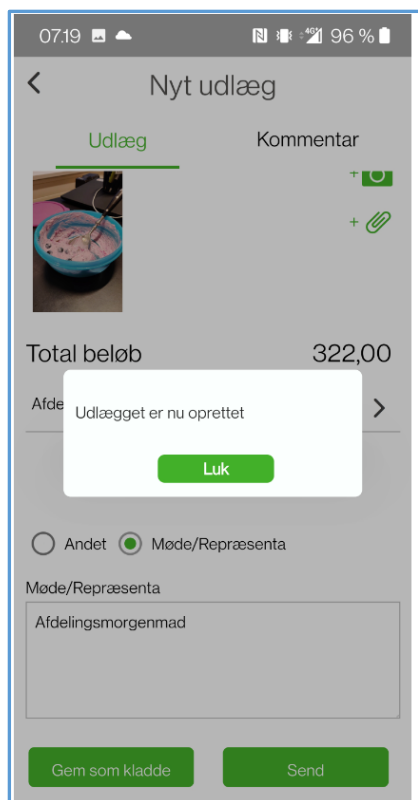 07.19 96 %
Nyt udlæg
Udlæg Kommentar
+
+
Total beløb 322,00
Afde
Udlægget er nu oprettet
Luk
Andet Møde/Repræsenta
Møde/Repræsenta
Afdelingsmorgenmad
Gem som kladde Send